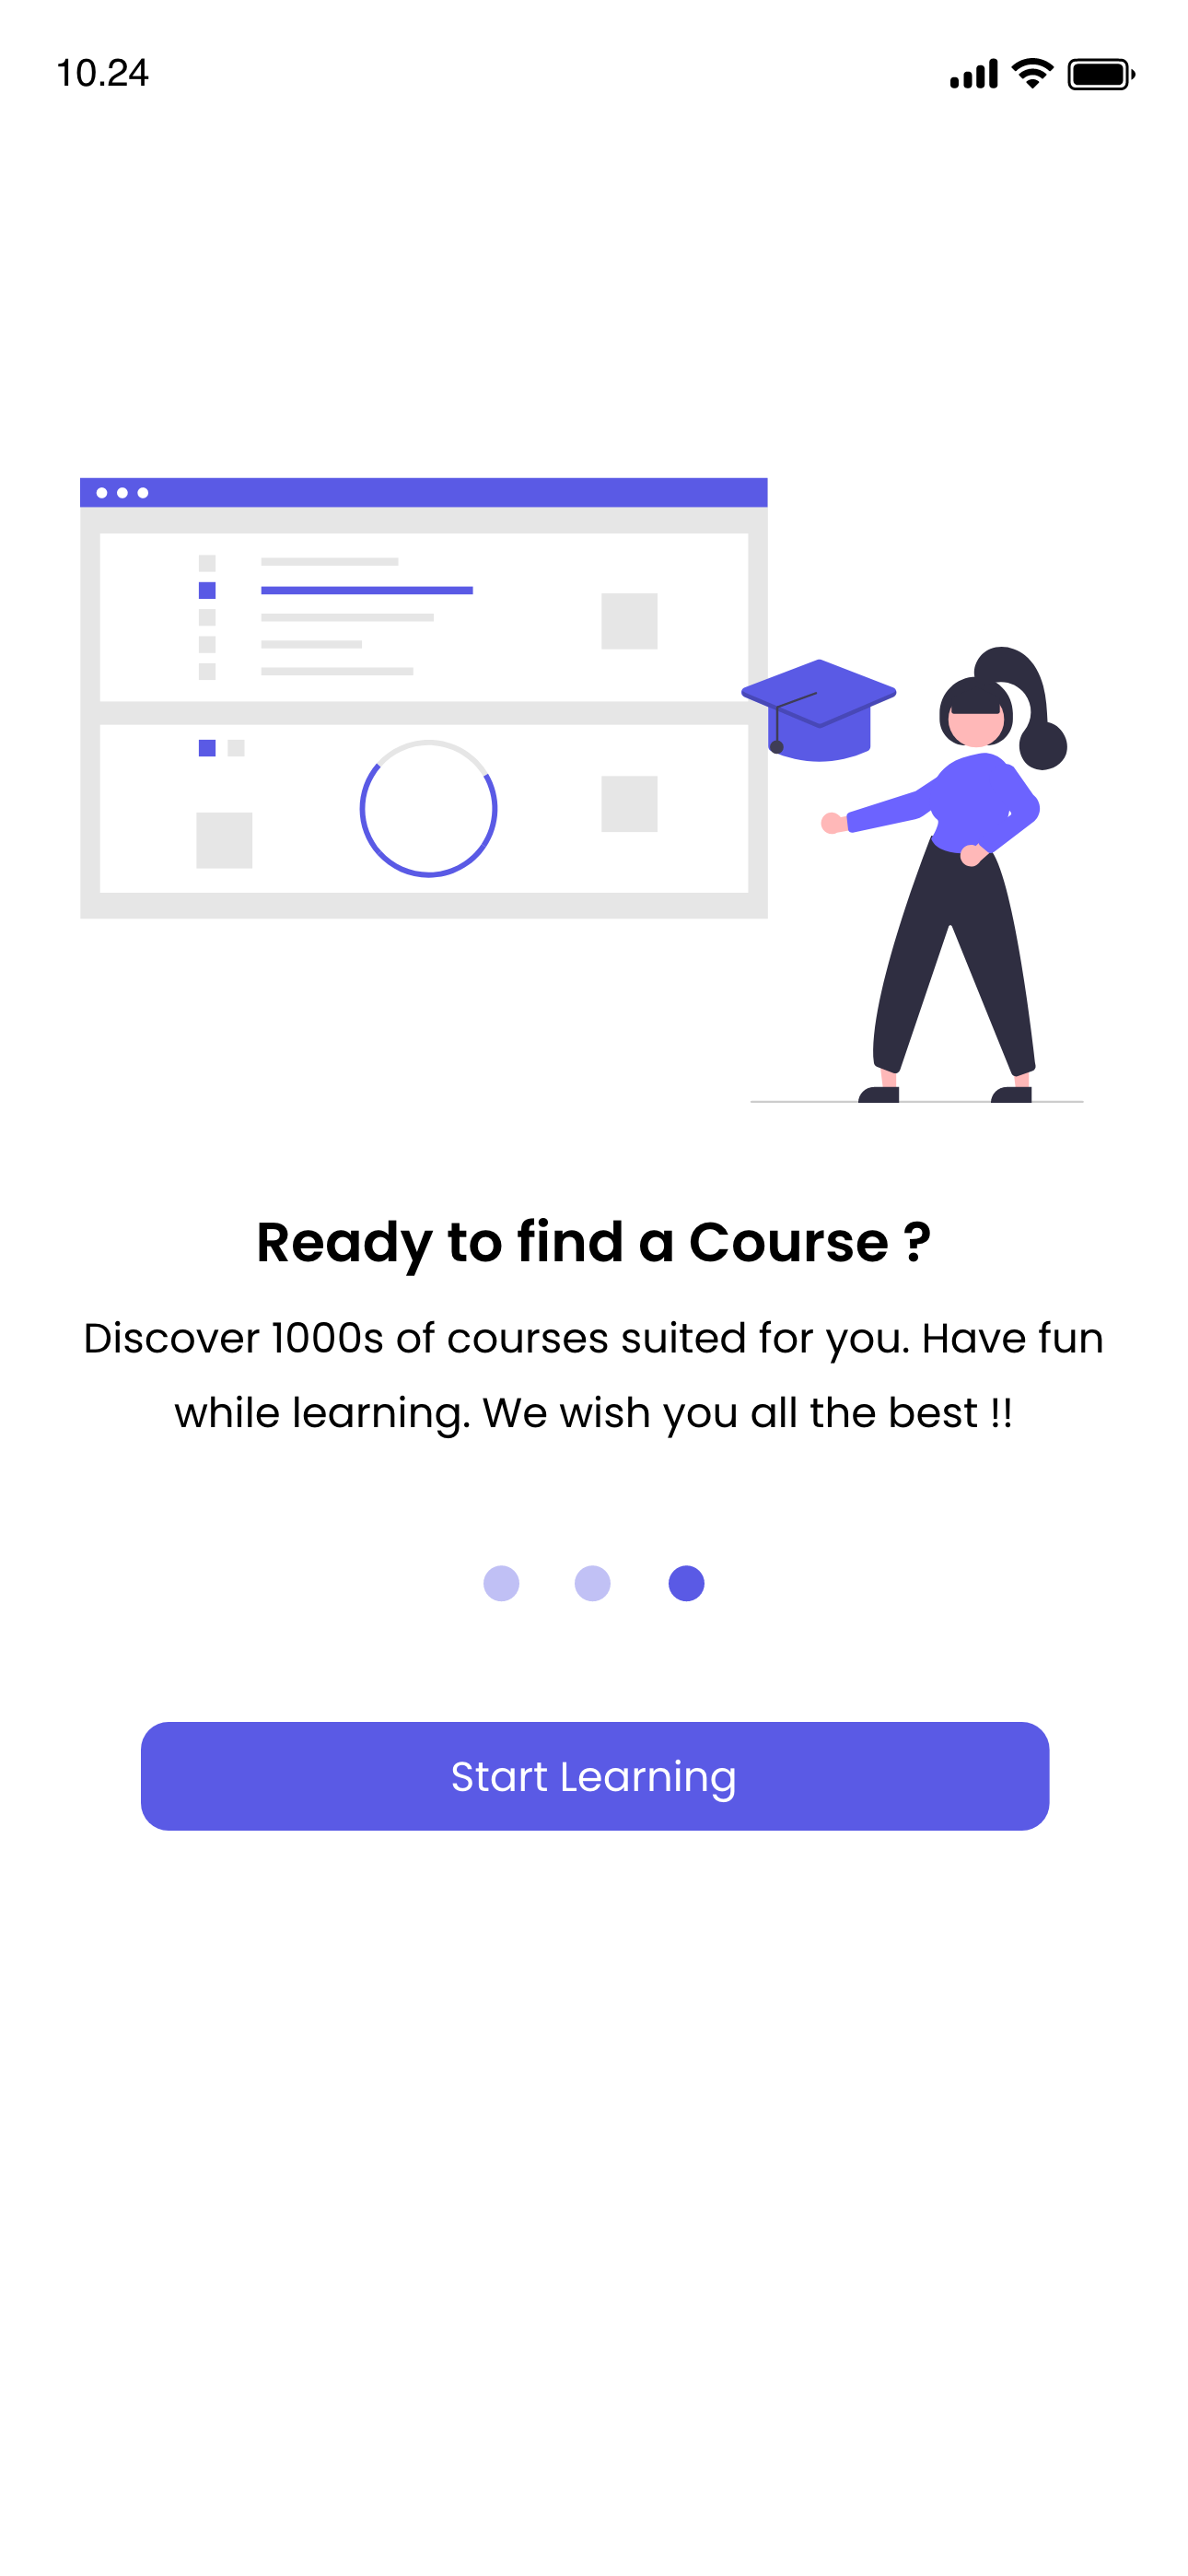 10.24
Ready to find a Course ?
Discover 1000s of courses suited for you. Have fun
while learning. We wish you all the best !!
Start Learning